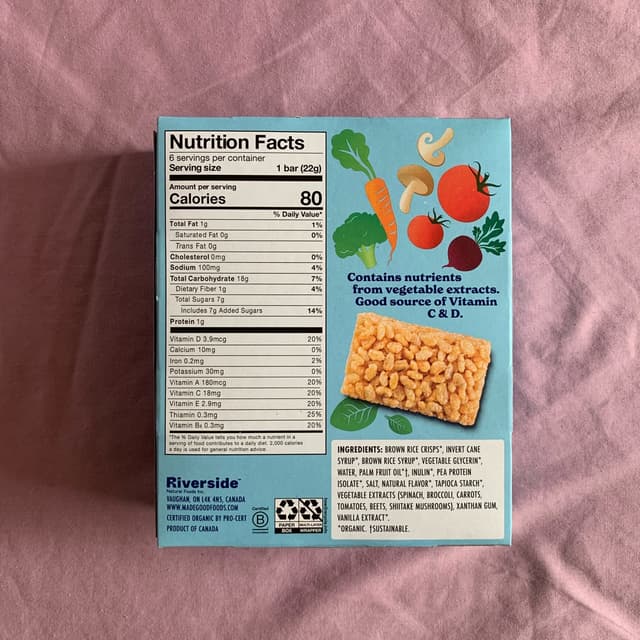 Nutrition Facts
6 servings per container
Serving size 1 bar (22g)
Amount per serving
Calories 80
% Daily Value*
Total Fat 1g 1%
Saturated Fat 0g 0%
Trans Fat 0g
Cholesterol 0mg 0%
Sodium 100mg 4%
Total Carbohydrate 18g 7%
Dietary Fiber 1g 4%
Total Sugars 7g
Includes 7g Added Sugars 14%
Protein 1g
Vitamin D 3.9mcg 20%
Calcium 10mg 0%
Iron 0.2mg 2%
Potassium 30mg 0%
Vitamin A 180mcg 20%
Vitamin C 18mg 20%
Vitamin E 2.9mg 20%
Thiamin 0.3mg 25%
Vitamin B₆ 0.3mg 20%
*The % Daily Value tells you how much a nutrient in a
serving of food contributes to a daily diet. 2,000 calories
a day is used for general nutrition advice.
Contains nutrients
from vegetable extracts.
Good source of Vitamin
C & D.
Riverside™
Natural Foods Inc.
VAUGHAN, ON L4K 4N5, CANADA
WWW.MADEGOODFOODS.COM
CERTIFIED ORGANIC BY PRO-CERT
PRODUCT OF CANADA
Certified
B
PAPER
BOX
MULTI-LAYER
WRAPPER
INGREDIENTS: BROWN RICE CRISPS*, INVERT CANE
SYRUP*, BROWN RICE SYRUP*, VEGETABLE GLYCERIN*,
WATER, PALM FRUIT OIL*†, INULIN*, PEA PROTEIN
ISOLATE*, SALT, NATURAL FLAVOR*, TAPIOCA STARCH*,
VEGETABLE EXTRACTS (SPINACH, BROCCOLI, CARROTS,
TOMATOES, BEETS, SHIITAKE MUSHROOMS), XANTHAN GUM,
VANILLA EXTRACT*.
*ORGANIC. †SUSTAINABLE.